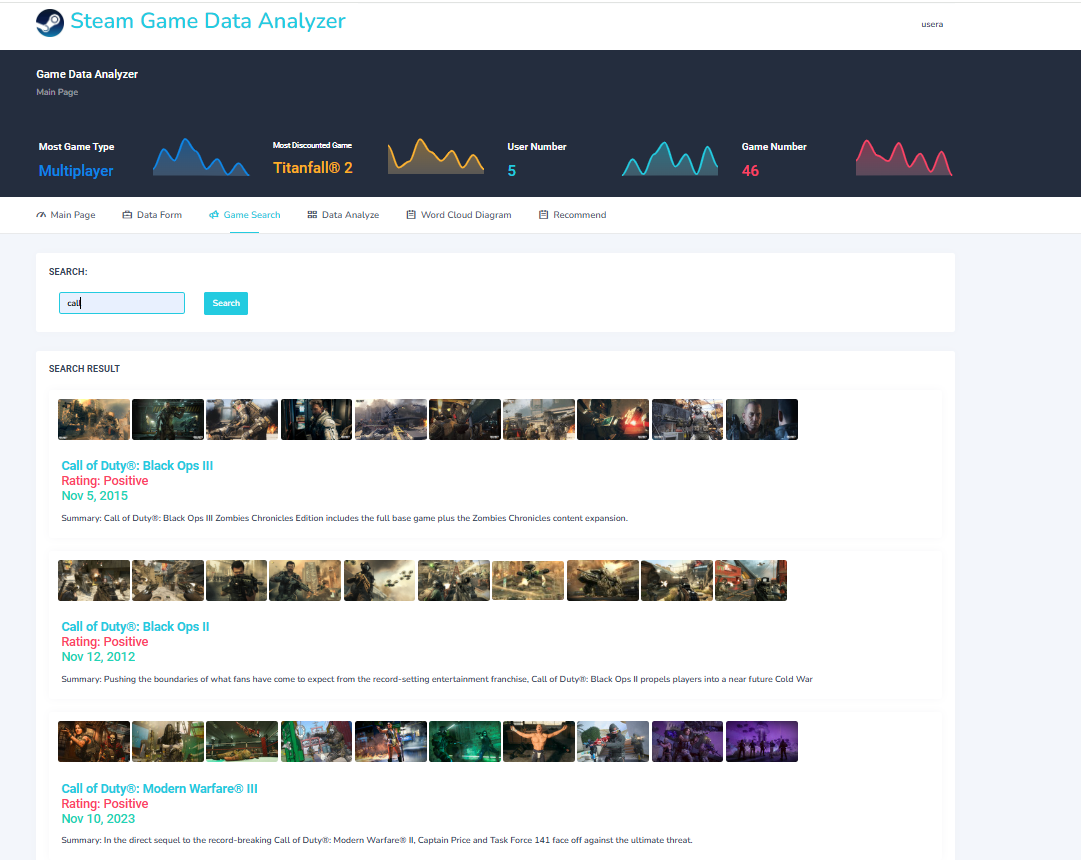 Steam Game Data Analyzer
usera
Game Data Analyzer
Main Page
Most Game Type
Multiplayer
Most Discounted Game
Titanfall® 2
User Number
5
Game Number
46
Main Page
Data Form
Game Search
Data Analyze
Word Cloud Diagram
Recommend
SEARCH:
call
Search
SEARCH RESULT
Call of Duty®: Black Ops III
Rating: Positive
Nov 5, 2015
Summary: Call of Duty®: Black Ops III Zombies Chronicles Edition includes the full base game plus the Zombies Chronicles content expansion.
Call of Duty®: Black Ops II
Rating: Positive
Nov 12, 2012
Summary: Pushing the boundaries of what fans have come to expect from the record-setting entertainment franchise, Call of Duty®: Black Ops II propels players into a near future Cold War
Call of Duty®: Modern Warfare® III
Rating: Positive
Nov 10, 2023
Summary: In the direct sequel to the record-breaking Call of Duty®: Modern Warfare® II, Captain Price and Task Force 141 face off against the ultimate threat.